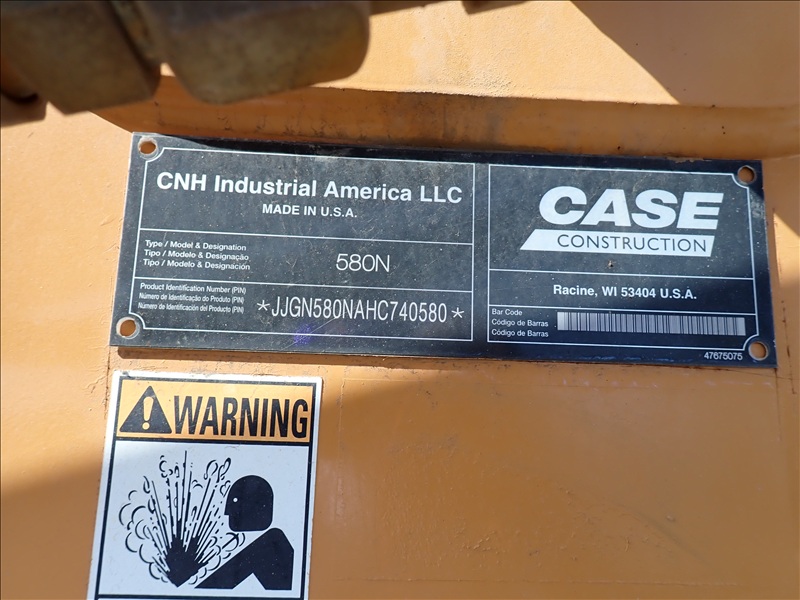 CNH Industrial America LLC
MADE IN U.S.A.
Type / Model & Designation
Tipo / Modelo & Designação
Tipo / Modelo & Designación
580N
Product Identification Number (PIN)
Número de Identificação do Produto (PIN)
Número de Identificación del Producto (PIN)
*JJGN580NAHC740580*
CASE
CONSTRUCTION
Racine, WI 53404 U.S.A.
Bar Code
Código de Barras
Código de Barras
47675075
WARNING